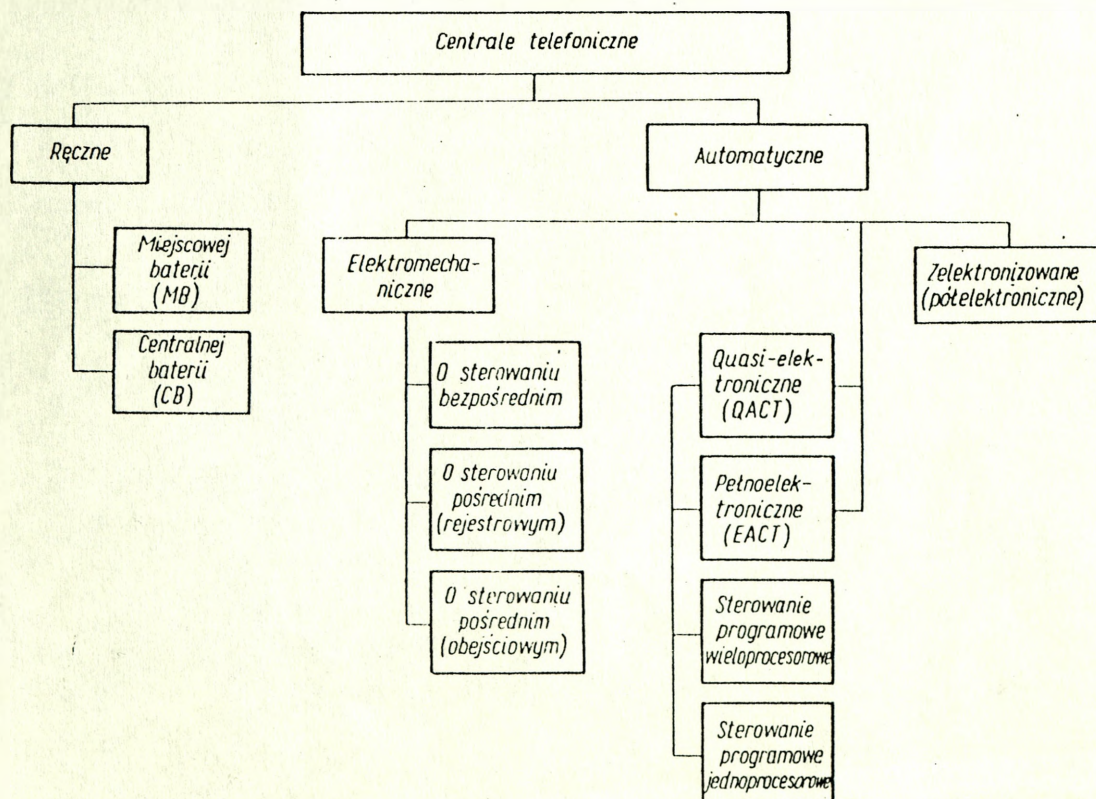 Centrale telefoniczne
Ręczne
Automatyczne
Miejscowej
baterii
(MB)
Centralnej
baterii
(CB)
Elektromecha-
niczne
O sterowaniu
bezpośrednim
O sterowaniu
pośrednim
(rejestrowym)
O sterowaniu
pośrednim
(obejściowym)
Quasi-elek-
troniczne
(QACT)
Pełnoelek-
troniczne
(EACT)
Sterowanie
programowe
wieloprocesorowe
Sterowanie
programowe
jednoprocesorowe
Zelektronizowane
(półelektroniczne)